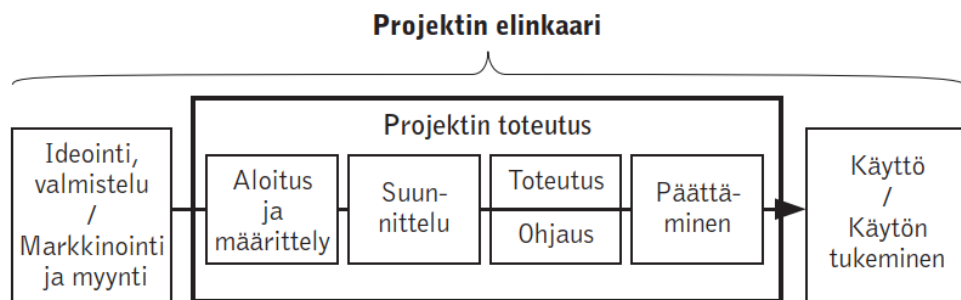 Projektin elinkaari
Projektin toteutus
Ideointi,
valmistelu
/
Markkinointi
ja myynti
Aloitus
ja
määrittely
Suun-
nittelu
Toteutus
Ohjaus
Päättä-
minen
Käyttö
/
Käytön
tukeminen